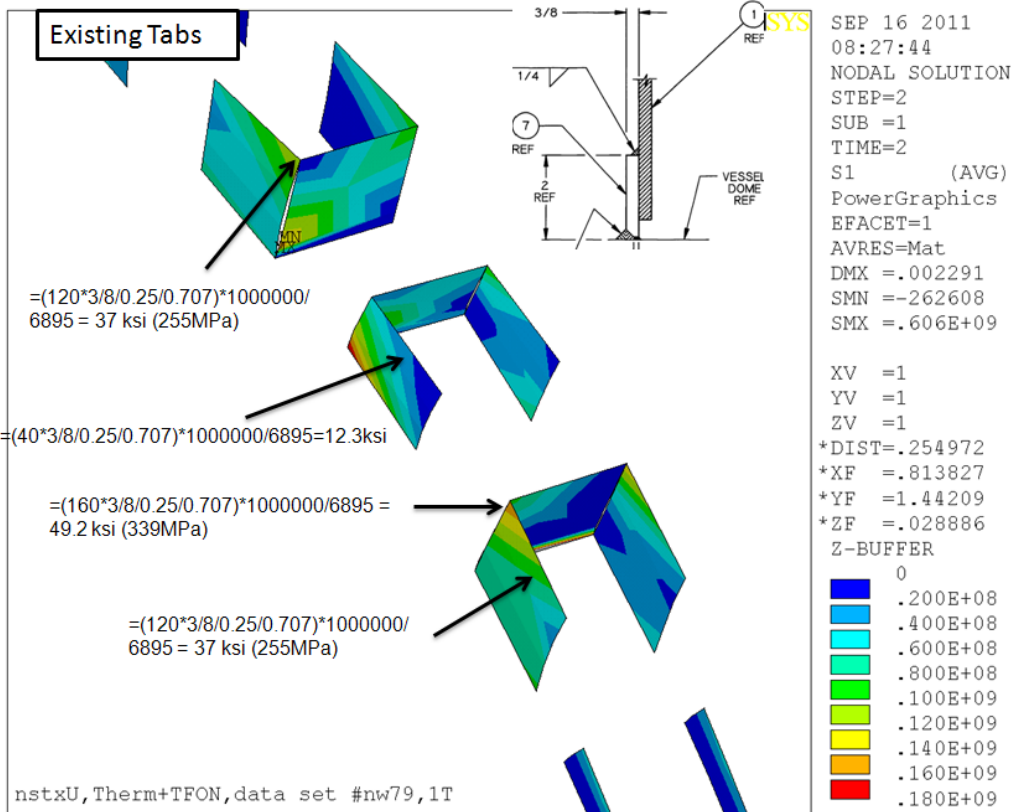 Existing Tabs
3/8
1
REF
SYS
1/4
7
REF
2
REF
VESSEL
DOME
REF
=(120*3/8/0.25/0.707)*1000000/
6895 = 37 ksi (255MPa)
=(40*3/8/0.25/0.707)*1000000/6895=12.3ksi
=(160*3/8/0.25/0.707)*1000000/6895 =
49.2 ksi (339MPa)
=(120*3/8/0.25/0.707)*1000000/
6895 = 37 ksi (255MPa)
MN
MX
nstxU,Therm+TFON,data set #nw79,1T
SEP 16 2011
08:27:44
NODAL SOLUTION
STEP=2
SUB =1
TIME=2
S1 (AVG)
PowerGraphics
EFACET=1
AVRES=Mat
DMX =.002291
SMN =-262608
SMX =.606E+09
XV =1
YV =1
ZV =1
*DIST=.254972
*XF =.813827
*YF =1.44209
*ZF =.028886
Z-BUFFER
0
.200E+08
.400E+08
.600E+08
.800E+08
.100E+09
.120E+09
.140E+09
.160E+09
.180E+09